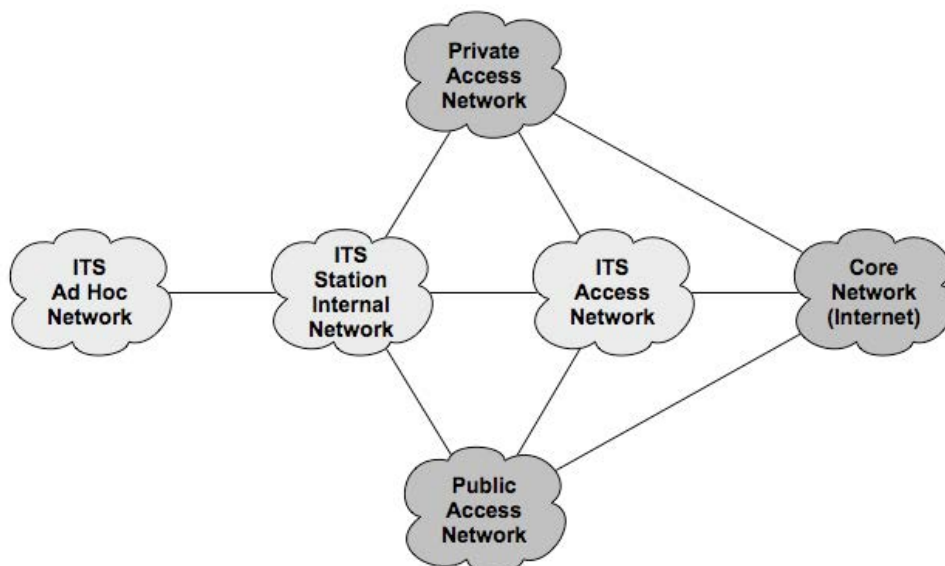 Private
Access
Network
ITS
Ad Hoc
Network
ITS
Station
Internal
Network
ITS
Access
Network
Core
Network
(Internet)
Public
Access
Network